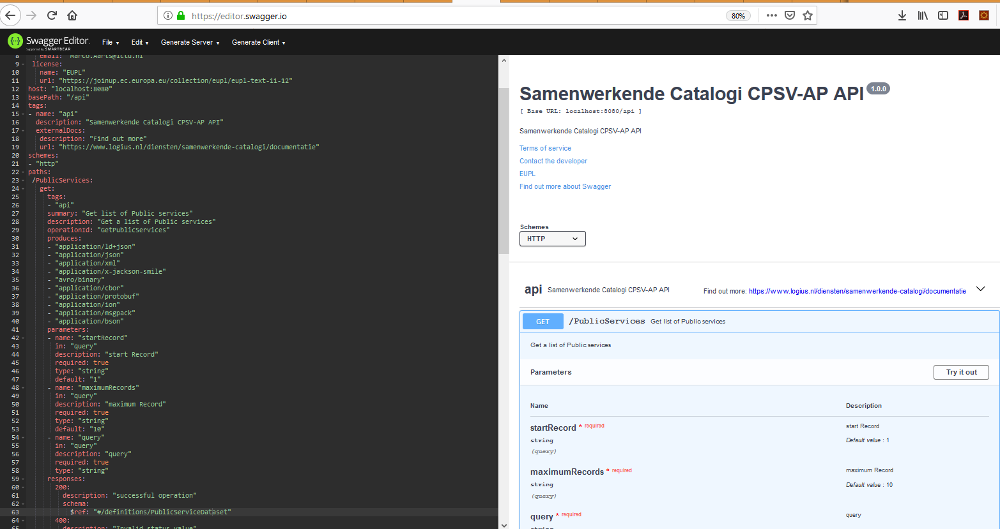 https://editor.swagger.io
80%
Swagger Editor.
Supported by SMARTBEAR
File
Edit
Generate Server
Generate Client
8 email: "Marco.Aarts@ictu.nl"
9 license:
10 name: "EUPL"
11 url: "https://joinup.ec.europa.eu/collection/eupl/eupl-text-11-12"
12 host: "localhost:8080"
13 basePath: "/api"
14 tags:
15 - name: "api"
16 description: "Samenwerkende Catalogi CPSV-AP API"
17 externalDocs:
18 description: "Find out more"
19 url: "https://www.logius.nl/diensten/samenwerkende-catalogi/documentatie"
20 schemes:
21 - "http"
22 paths:
23 /PublicServices:
24 get:
25 tags:
26 - "api"
27 summary: "Get list of Public services"
28 description: "Get a list of Public services"
29 operationId: "GetPublicServices"
30 produces:
31 - "application/ld+json"
32 - "application/json"
33 - "application/xml"
34 - "application/x-jackson-smile"
35 - "avro/binary"
36 - "application/cbor"
37 - "application/protobuf"
38 - "application/ion"
39 - "application/msgpack"
40 - "application/bson"
41 parameters:
42 - name: "startRecord"
43 in: "query"
44 description: "start Record"
45 required: true
46 type: "string"
47 default: "1"
48 - name: "maximumRecords"
49 in: "query"
50 description: "maximum Record"
51 required: true
52 type: "string"
53 default: "10"
54 - name: "query"
55 in: "query"
56 description: "query"
57 required: true
58 type: "string"
59 responses:
60 200:
61 description: "successful operation"
62 schema:
63 $ref: "#/definitions/PublicServiceDataset"
64 400:
65 description: "Invalid status value"
Samenwerkende Catalogi CPSV-AP API 1.0.0
[ Base URL: localhost:8080/api ]
Samenwerkende Catalogi CPSV-AP API
Terms of service
Contact the developer
EUPL
Find out more about Swagger
Schemes
HTTP
api Samenwerkende Catalogi CPSV-AP API Find out more: https://www.logius.nl/diensten/samenwerkende-catalogi/documentatie
GET /PublicServices Get list of Public services
Get a list of Public services
Parameters Try it out
Name Description
startRecord * required start Record
string Default value : 1
(query)
maximumRecords * required maximum Record
string Default value : 10
(query)
query * required query
string